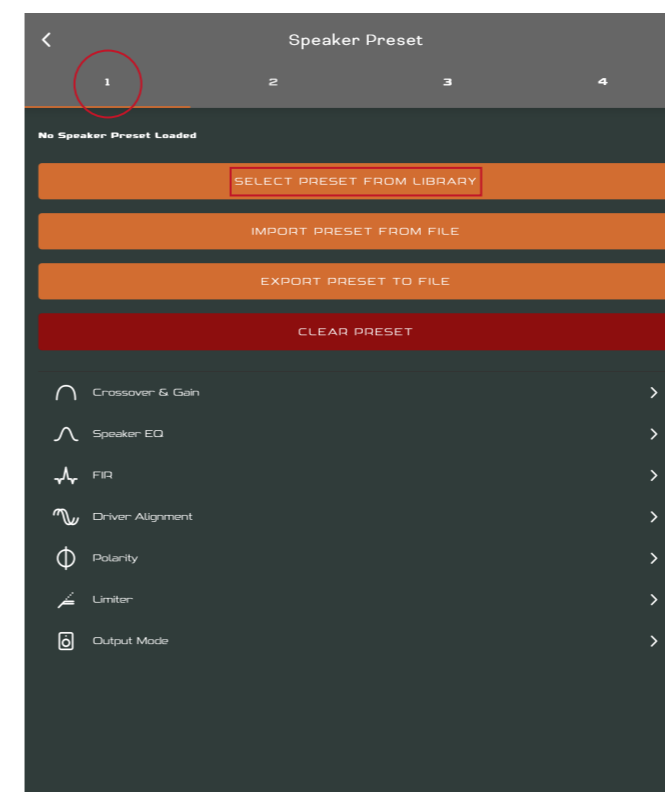 Speaker Preset
1 2 3 4
No Speaker Preset Loaded
SELECT PRESET FROM LIBRARY
IMPORT PRESET FROM FILE
EXPORT PRESET TO FILE
CLEAR PRESET
Crossover & Gain
Speaker EQ
FIR
Driver Alignment
Polarity
Limiter
Output Mode